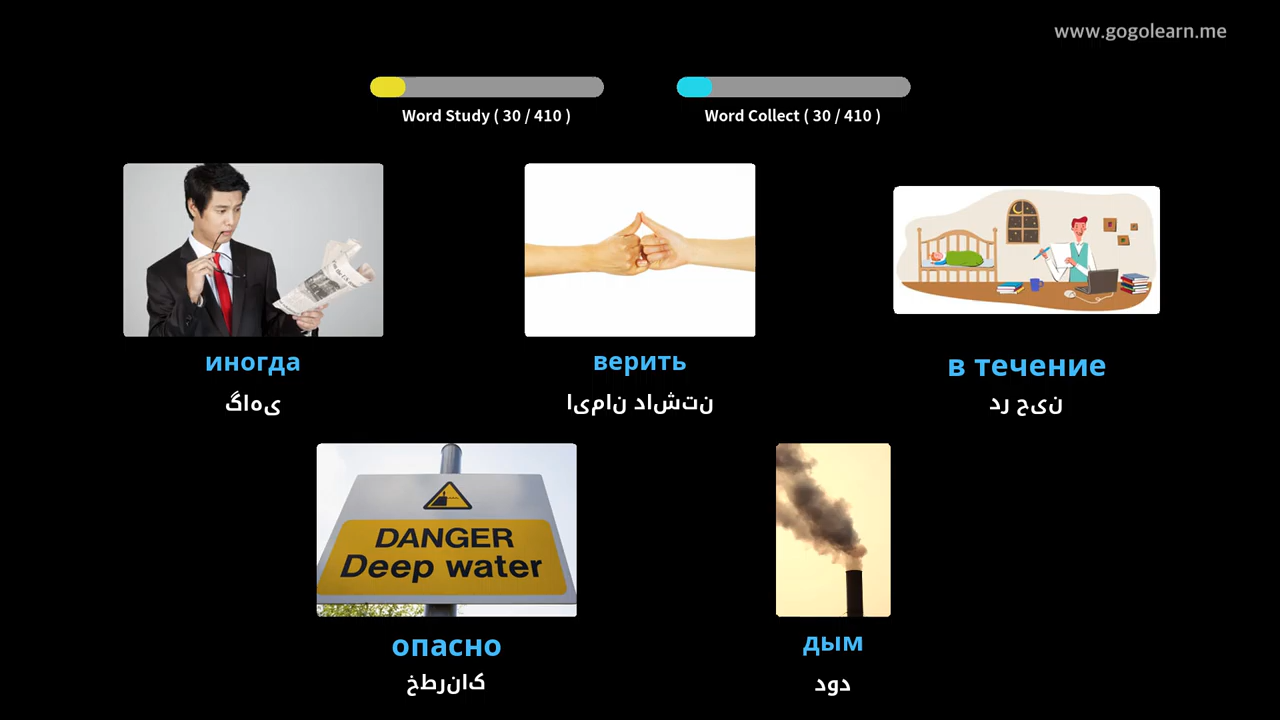 www.gogolearn.me
Word Study ( 30 / 410 )
Word Collect ( 30 / 410 )
иногда
گاهی
верить
ایمان داشتن
в течение
در حین
DANGER
Deep water
опасно
خطرناک
дым
دود